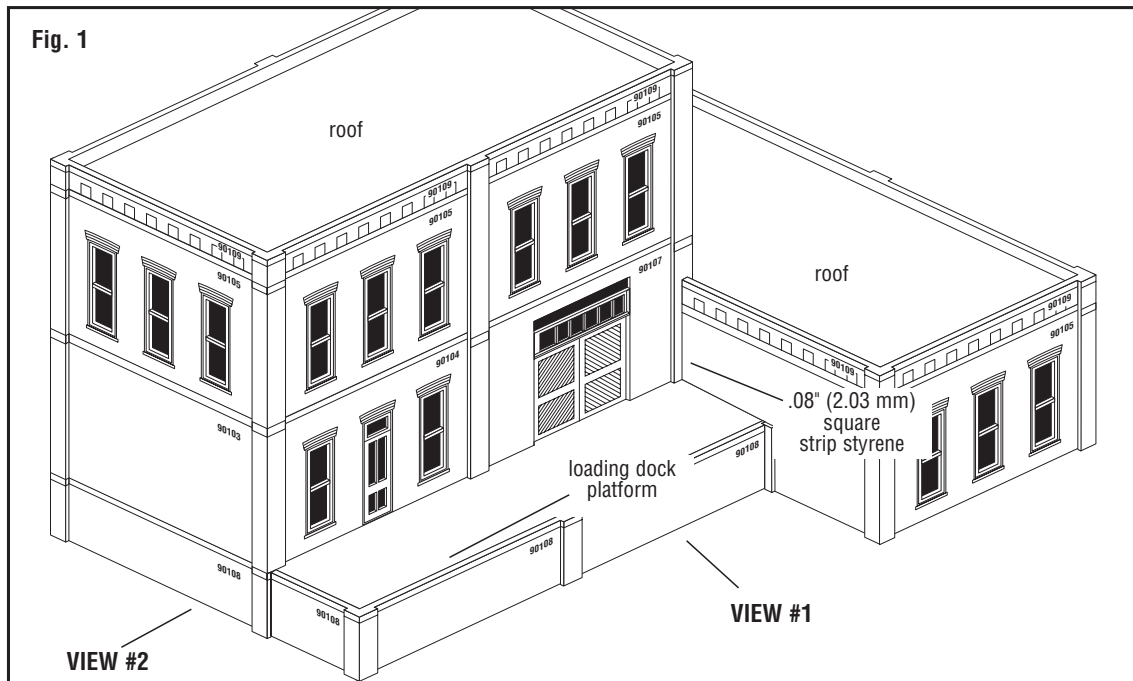 Fig. 1
roof
90109
90105
90109
90105
90109
90105
90107
roof
90109
90105
90109
90104
90103
.08" (2.03 mm)
square
strip styrene
loading dock
platform
90108
90108
90108
90108
VIEW #1
VIEW #2